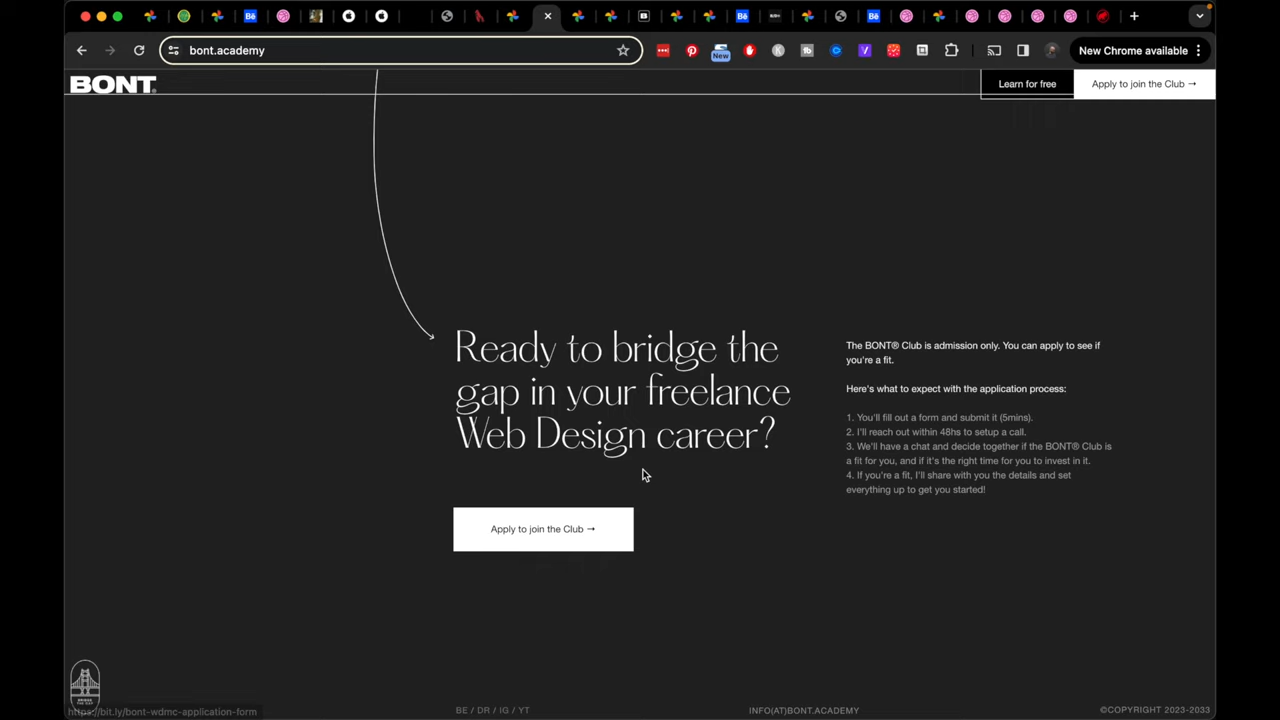 bont.academy
New
New Chrome available
BONT®
Learn for free
Apply to join the Club →
Ready to bridge the
gap in your freelance
Web Design career?
Apply to join the Club →
The BONT® Club is admission only. You can apply to see if
you're a fit.
Here's what to expect with the application process:
1. You'll fill out a form and submit it (5mins).
2. I'll reach out within 48hs to setup a call.
3. We'll have a chat and decide together if the BONT® Club is
a fit for you, and if it's the right time for you to invest in it.
4. If you're a fit, I'll share with you the details and set
everything up to get you started!
https://bit.ly/bont-wdmc-application-form
BE / DR / IG / YT
INFO(AT)BONT.ACADEMY
©COPYRIGHT 2023-2033